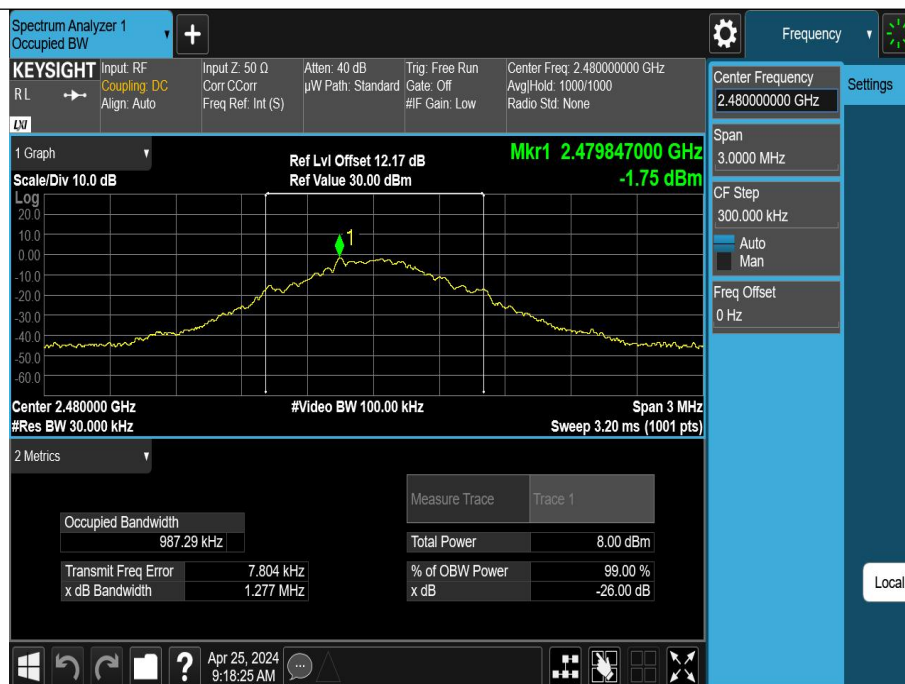 Spectrum Analyzer 1
Occupied BW
Frequency
KEYSIGHT
R L
LXI
Input: RF
Coupling: DC
Align: Auto
Input Z: 50 Ω
Corr CCorr
Freq Ref: Int (S)
Atten: 40 dB
µW Path: Standard
Trig: Free Run
Gate: Off
#IF Gain: Low
Center Freq: 2.480000000 GHz
Avg|Hold: 1000/1000
Radio Std: None
Center Frequency
2.480000000 GHz
Settings
Span
3.0000 MHz
CF Step
300.000 kHz
Auto
Man
Freq Offset
0 Hz
Local
1 Graph
Scale/Div 10.0 dB
Ref Lvl Offset 12.17 dB
Ref Value 30.00 dBm
Mkr1 2.479847000 GHz
-1.75 dBm
Log
20.0
10.0
0.00
-10.0
-20.0
-30.0
-40.0
-50.0
-60.0
1
Center 2.480000 GHz
#Res BW 30.000 kHz
#Video BW 100.00 kHz
Span 3 MHz
Sweep 3.20 ms (1001 pts)
2 Metrics
Measure Trace
Trace 1
Occupied Bandwidth
987.29 kHz
Total Power
8.00 dBm
Transmit Freq Error
7.804 kHz
% of OBW Power
99.00 %
x dB Bandwidth
1.277 MHz
x dB
-26.00 dB
?
Apr 25, 2024
9:18:25 AM